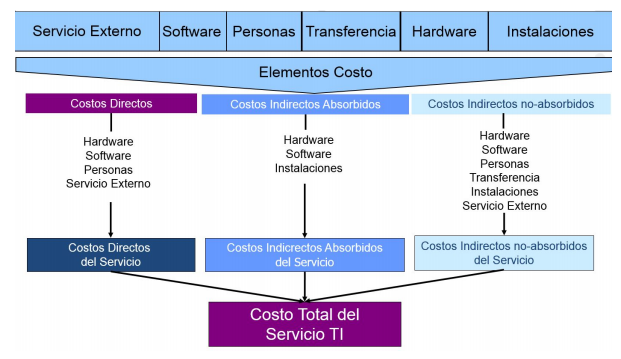 Servicio Externo Software Personas Transferencia Hardware Instalaciones
Elementos Costo
Costos Directos
Costos Indirectos Absorbidos
Costos Indirectos no-absorbidos
Hardware
Software
Personas
Servicio Externo
Hardware
Software
Instalaciones
Hardware
Software
Personas
Transferencia
Instalaciones
Servicio Externo
Costos Directos
del Servicio
Costos Indicrectos Absorbidos
del Servicio
Costos Indirectos no-absorbidos
del Servicio
Costo Total del
Servicio TI